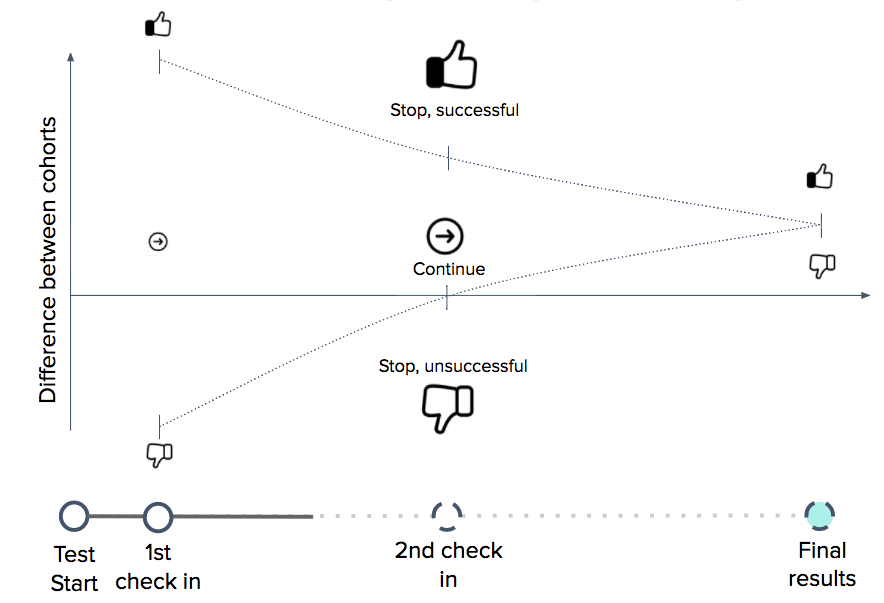 Stop, successful
Difference between cohorts
Continue
Stop, unsuccessful
Test
Start
1st
check in
2nd check
in
Final
results